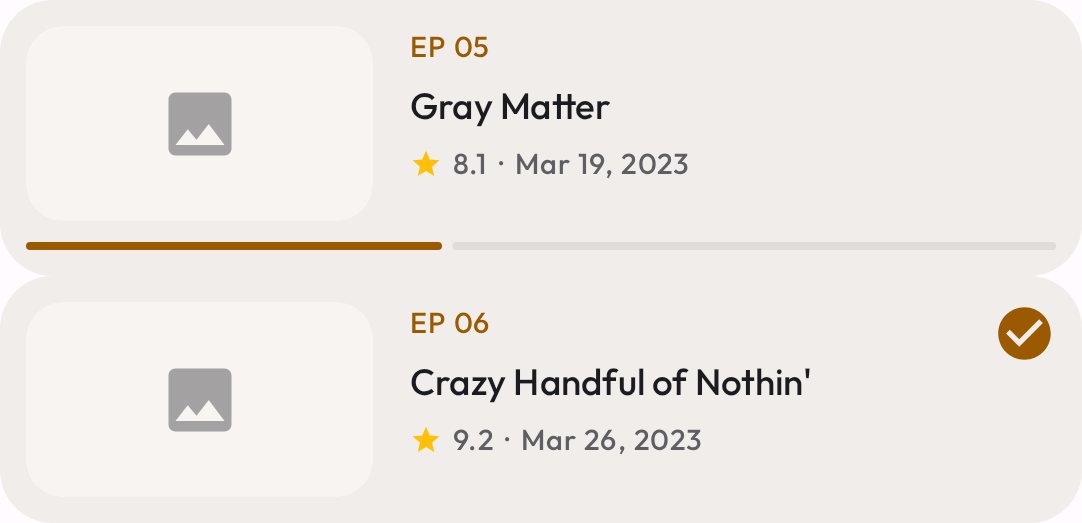 EP 05
Gray Matter
8.1 · Mar 19, 2023
EP 06
Crazy Handful of Nothin'
9.2 · Mar 26, 2023